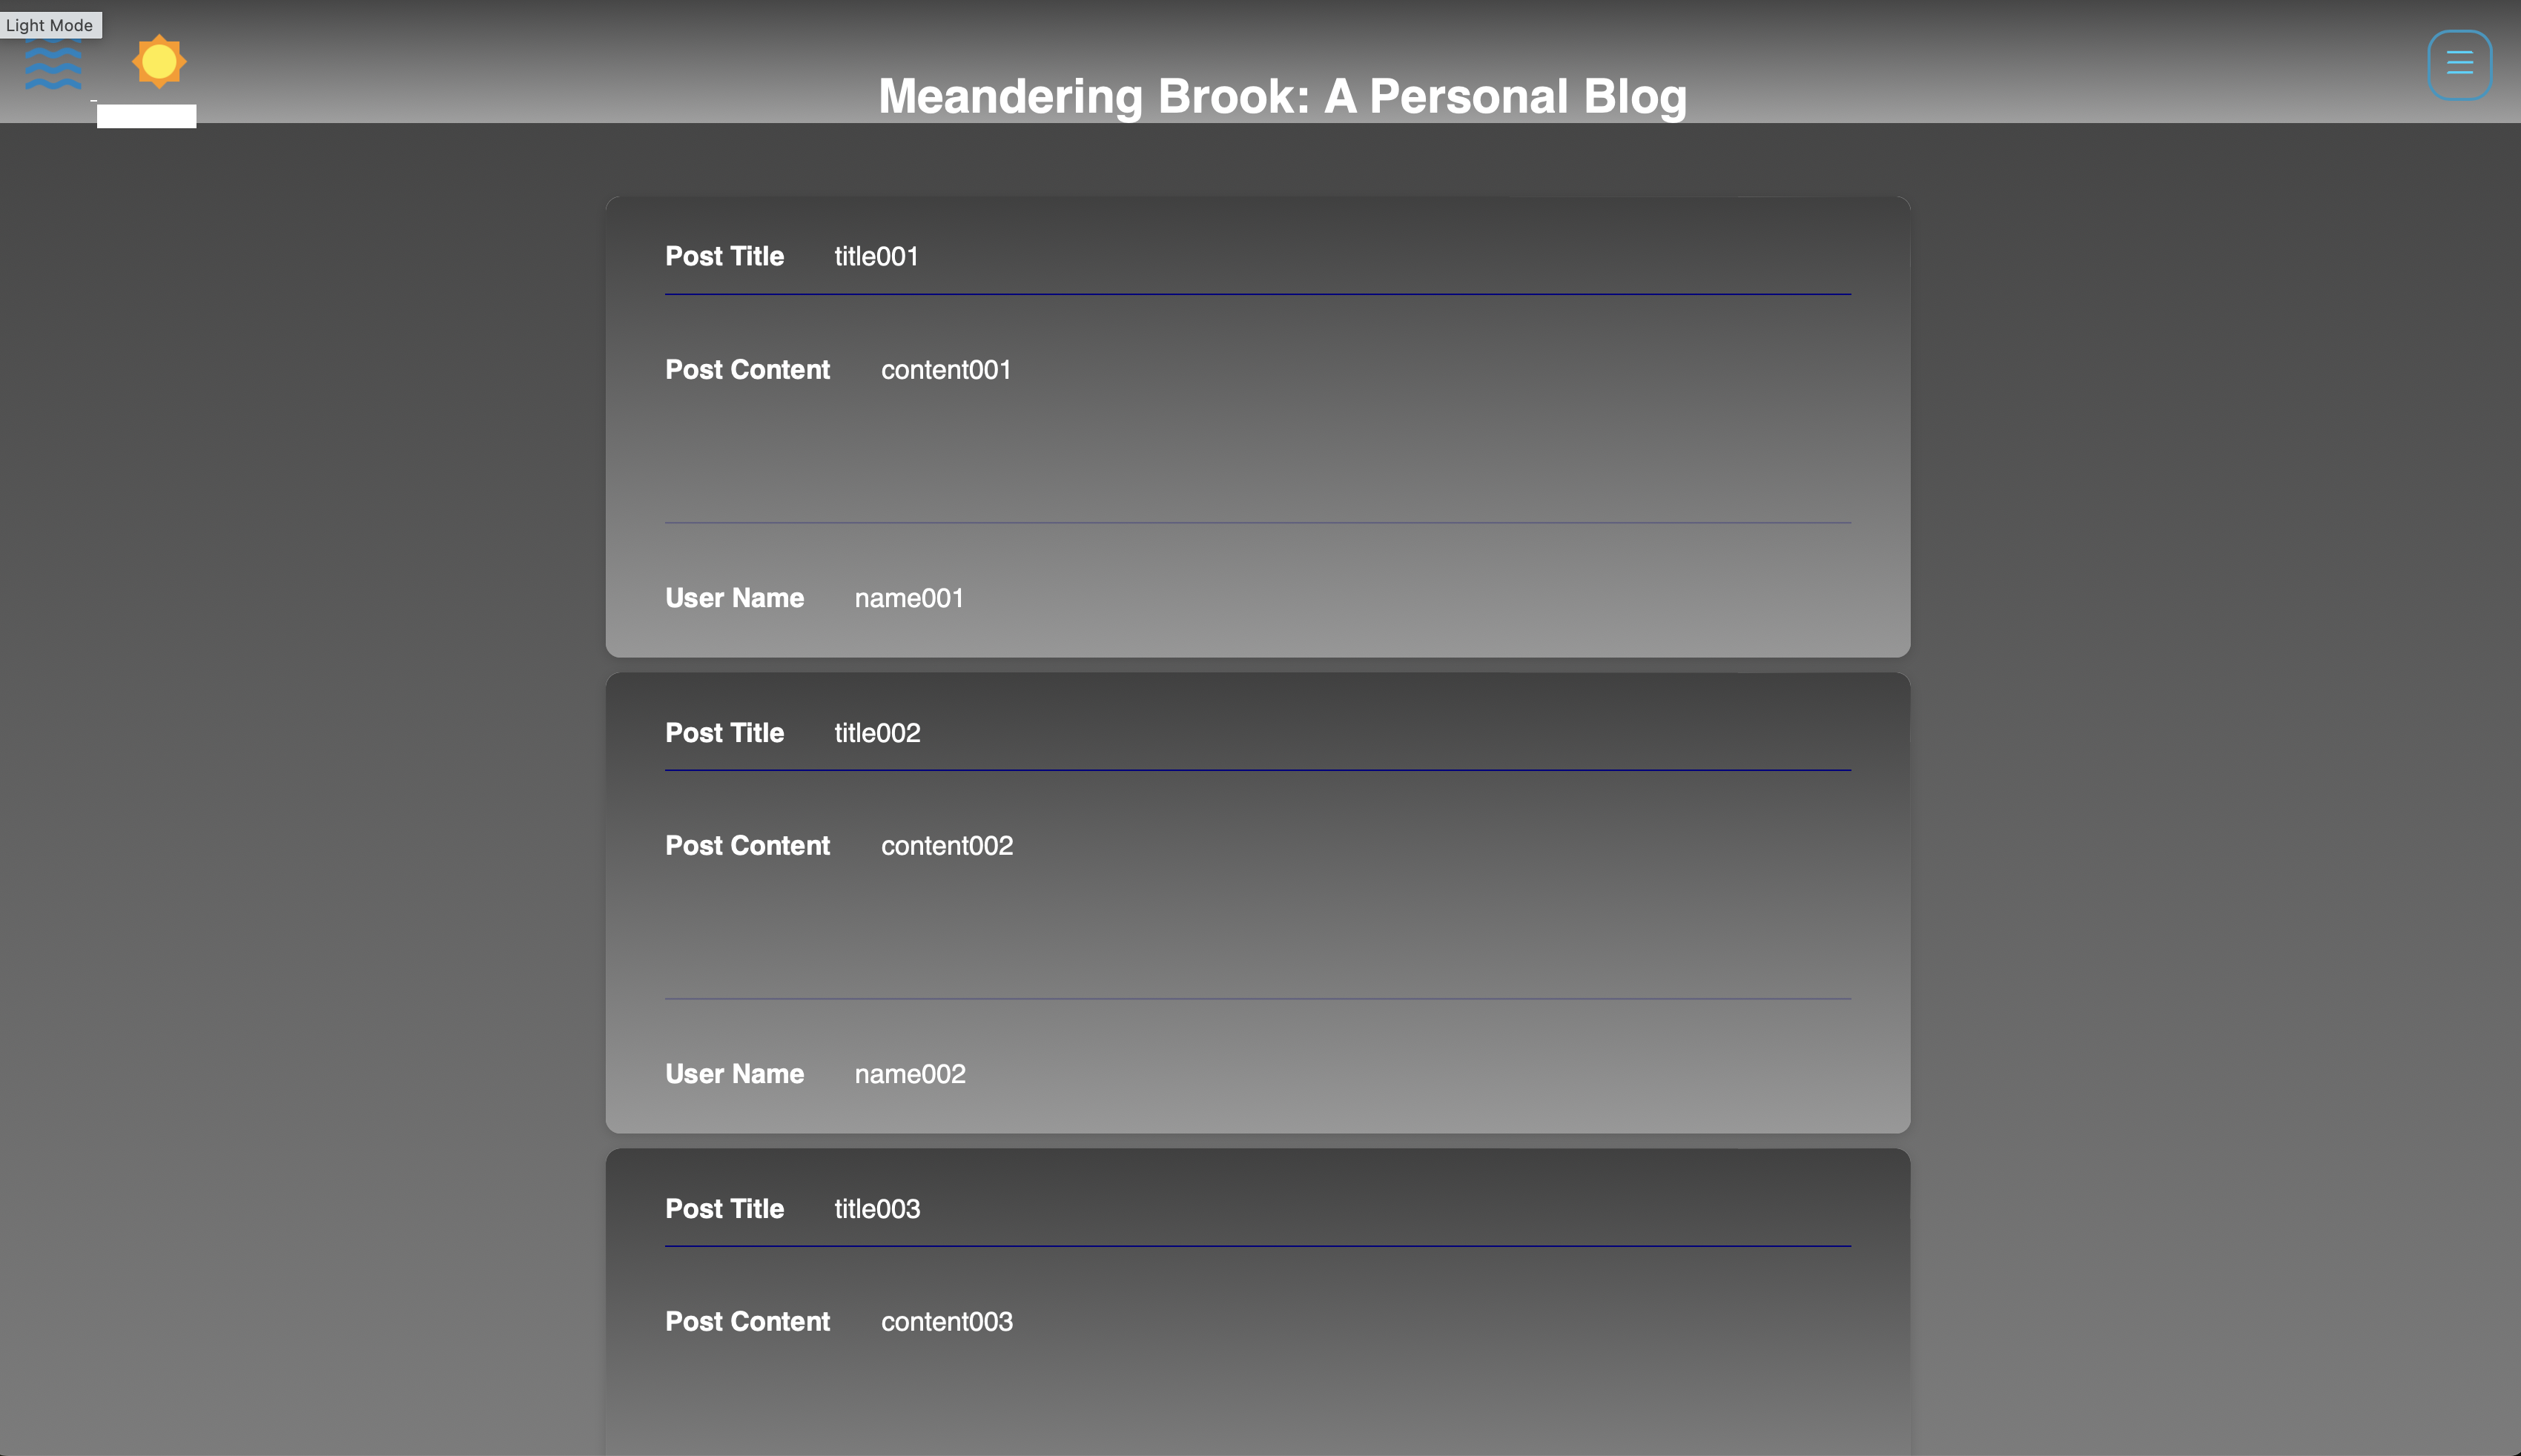 Light Mode
Meandering Brook: A Personal Blog
Post Title title001
Post Content content001
User Name name001
Post Title title002
Post Content content002
User Name name002
Post Title title003
Post Content content003